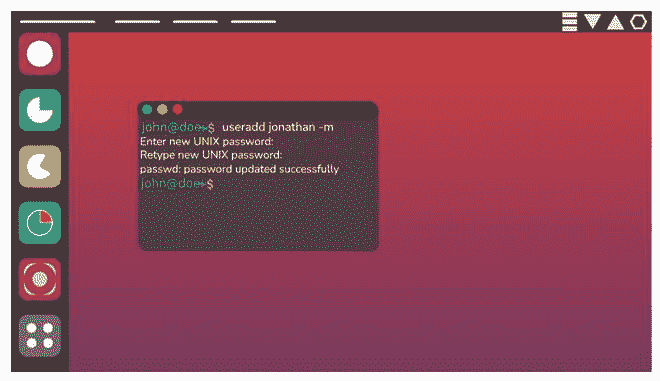 john@doe:~$ useradd jonathan -m
Enter new UNIX password:
Retype new UNIX password:
passwd: password updated successfully
john@doe:~$